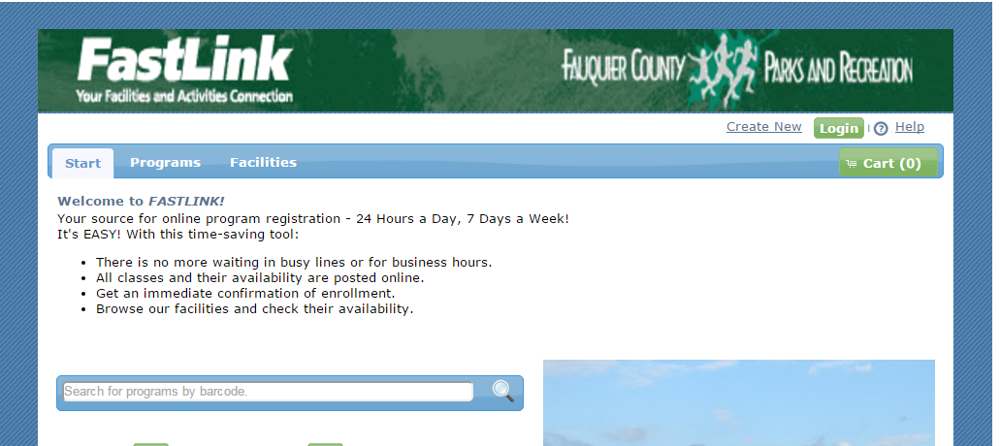 FastLink
Your Facilities and Activities Connection
FAUQUIER COUNTY PARKS AND RECREATION
Create New Login | ? Help
Start Programs Facilities Cart (0)
Welcome to FASTLINK!
Your source for online program registration - 24 Hours a Day, 7 Days a Week!
It's EASY! With this time-saving tool:
• There is no more waiting in busy lines or for business hours.
• All classes and their availability are posted online.
• Get an immediate confirmation of enrollment.
• Browse our facilities and check their availability.
Search for programs by barcode.